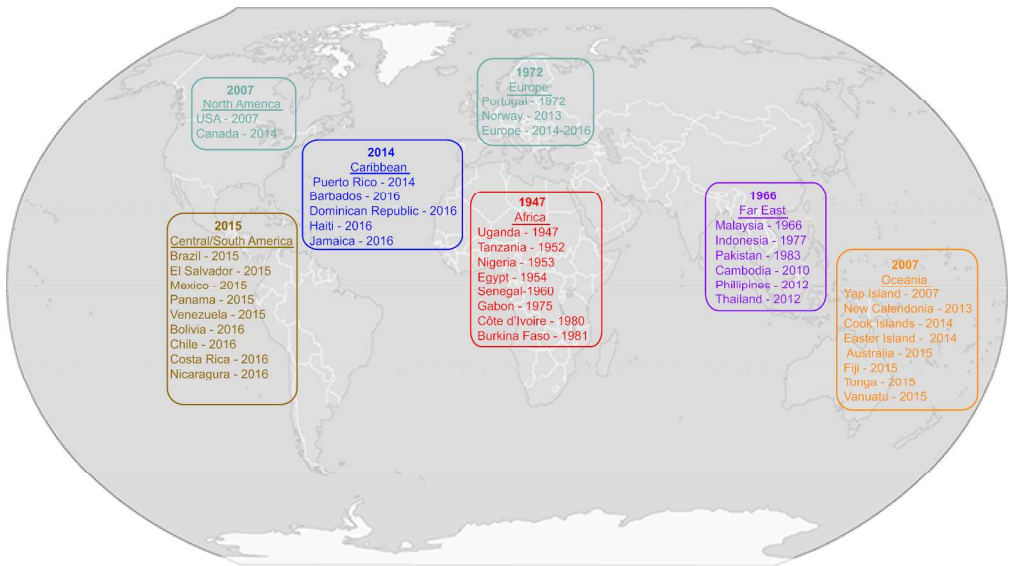 2007
North America
USA - 2007
Canada - 2014
1972
Europe
Portugal - 1972
Norway - 2013
Europe - 2014-2016
2014
Caribbean
Puerto Rico - 2014
Barbados - 2016
Dominican Republic - 2016
Haiti - 2016
Jamaica - 2016
1947
Africa
Uganda - 1947
Tanzania - 1952
Nigeria - 1953
Egypt - 1954
Senegal-1960
Gabon - 1975
Côte d'Ivoire - 1980
Burkina Faso - 1981
1966
Far East
Malaysia - 1966
Indonesia - 1977
Pakistan - 1983
Cambodia - 2010
Phillipines - 2012
Thailand - 2012
2015
Central/South America
Brazil - 2015
El Salvador - 2015
Mexico - 2015
Panama - 2015
Venezuela - 2015
Bolivia - 2016
Chile - 2016
Costa Rica - 2016
Nicaragura - 2016
2007
Oceania
Yap Island - 2007
New Calendonia - 2013
Cook Islands - 2014
Easter Island - 2014
Australia - 2015
Fiji - 2015
Tonga - 2015
Vanuatu - 2015